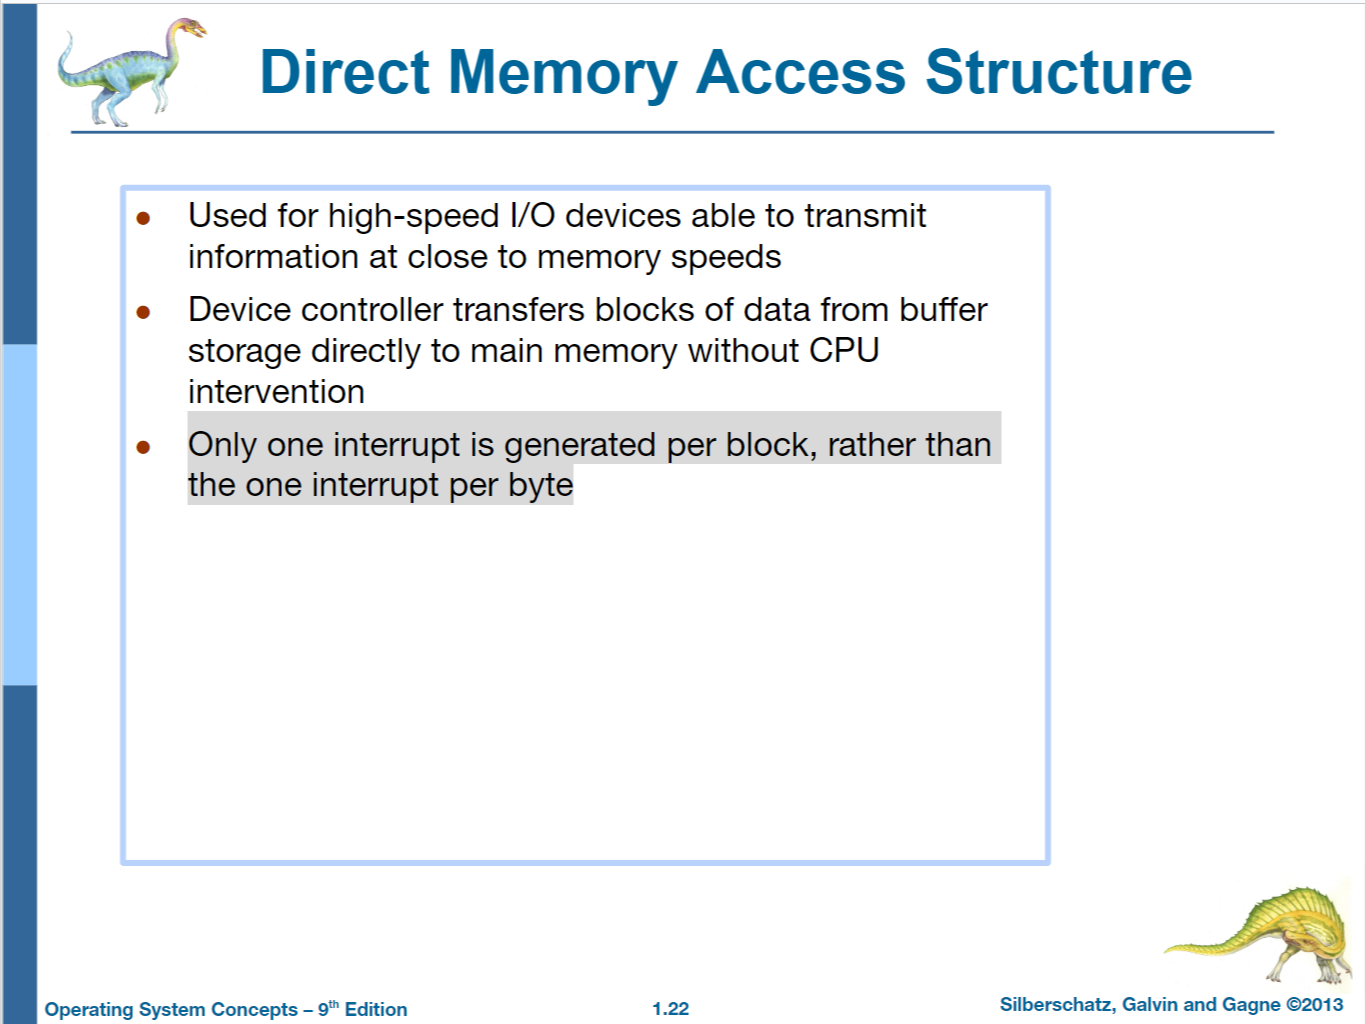 Direct Memory Access Structure
● Used for high-speed I/O devices able to transmit
information at close to memory speeds
● Device controller transfers blocks of data from buffer
storage directly to main memory without CPU
intervention
● Only one interrupt is generated per block, rather than
the one interrupt per byte
Operating System Concepts – 9th Edition
1.22
Silberschatz, Galvin and Gagne ©2013